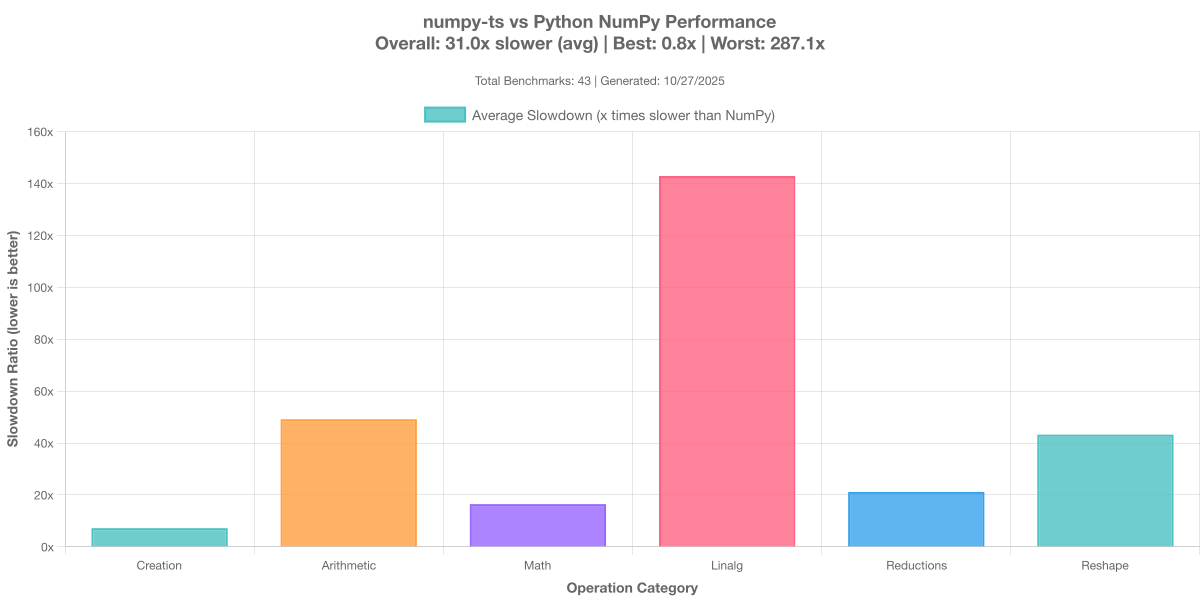 numpy-ts vs Python NumPy Performance
Overall: 31.0x slower (avg) | Best: 0.8x | Worst: 287.1x
Total Benchmarks: 43 | Generated: 10/27/2025
Average Slowdown (x times slower than NumPy)
Slowdown Ratio (lower is better)
160x
140x
120x
100x
80x
60x
40x
20x
0x
Creation Arithmetic Math Linalg Reductions Reshape
Operation Category